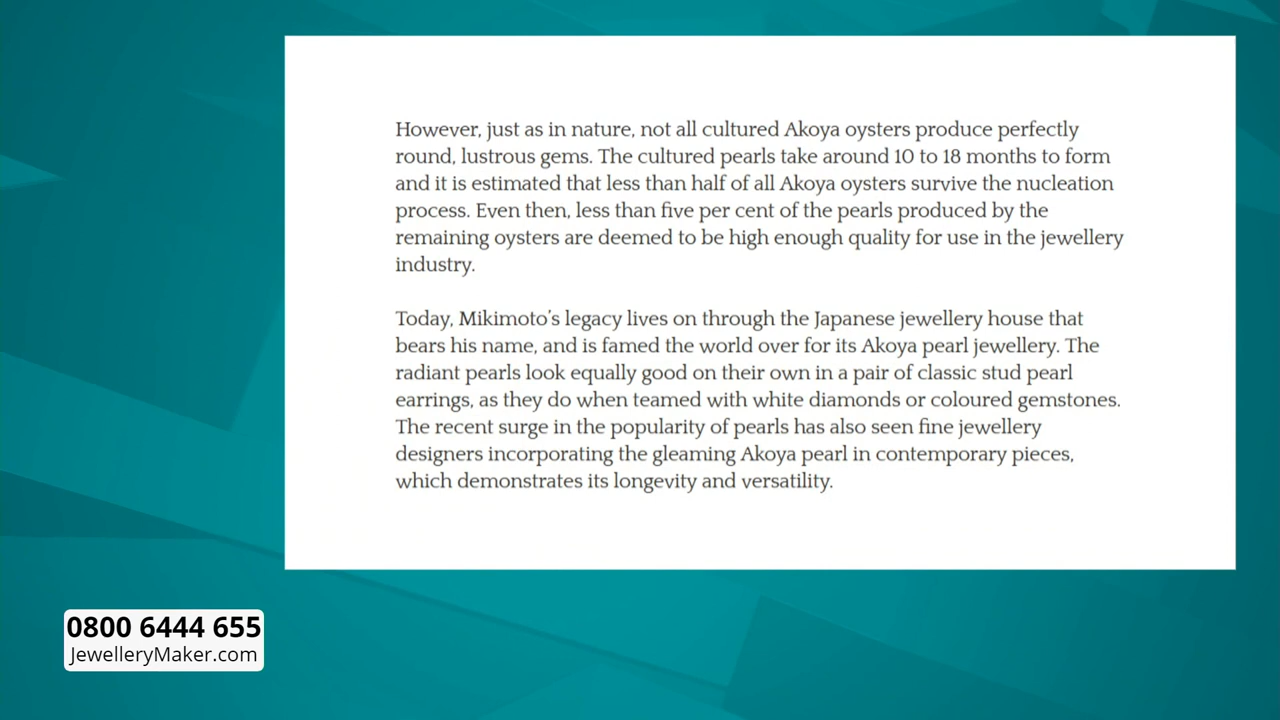 However, just as in nature, not all cultured Akoya oysters produce perfectly
round, lustrous gems. The cultured pearls take around 10 to 18 months to form
and it is estimated that less than half of all Akoya oysters survive the nucleation
process. Even then, less than five per cent of the pearls produced by the
remaining oysters are deemed to be high enough quality for use in the jewellery
industry.
Today, Mikimoto’s legacy lives on through the Japanese jewellery house that
bears his name, and is famed the world over for its Akoya pearl jewellery. The
radiant pearls look equally good on their own in a pair of classic stud pearl
earrings, as they do when teamed with white diamonds or coloured gemstones.
The recent surge in the popularity of pearls has also seen fine jewellery
designers incorporating the gleaming Akoya pearl in contemporary pieces,
which demonstrates its longevity and versatility.
0800 6444 655
JewelleryMaker.com